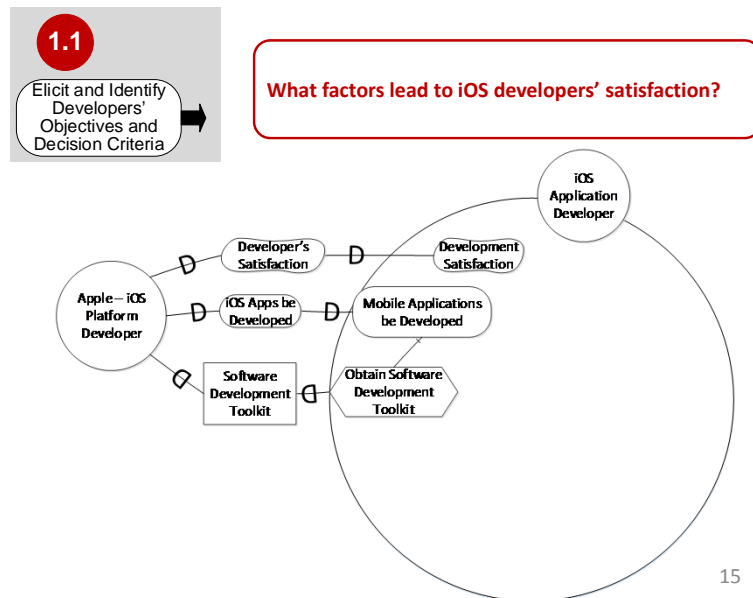 1.1
Elicit and Identify
Developers'
Objectives and
Decision Criteria
What factors lead to iOS developers' satisfaction?
iOS
Application
Developer
Developer's
Satisfaction
D
Development
Satisfaction
D
Apple – iOS
Platform
Developer
D
iOS Apps be
Developed
D
Mobile Applications
be Developed
D
Software
Development
Toolkit
D
Obtain Software
Development
Toolkit
15